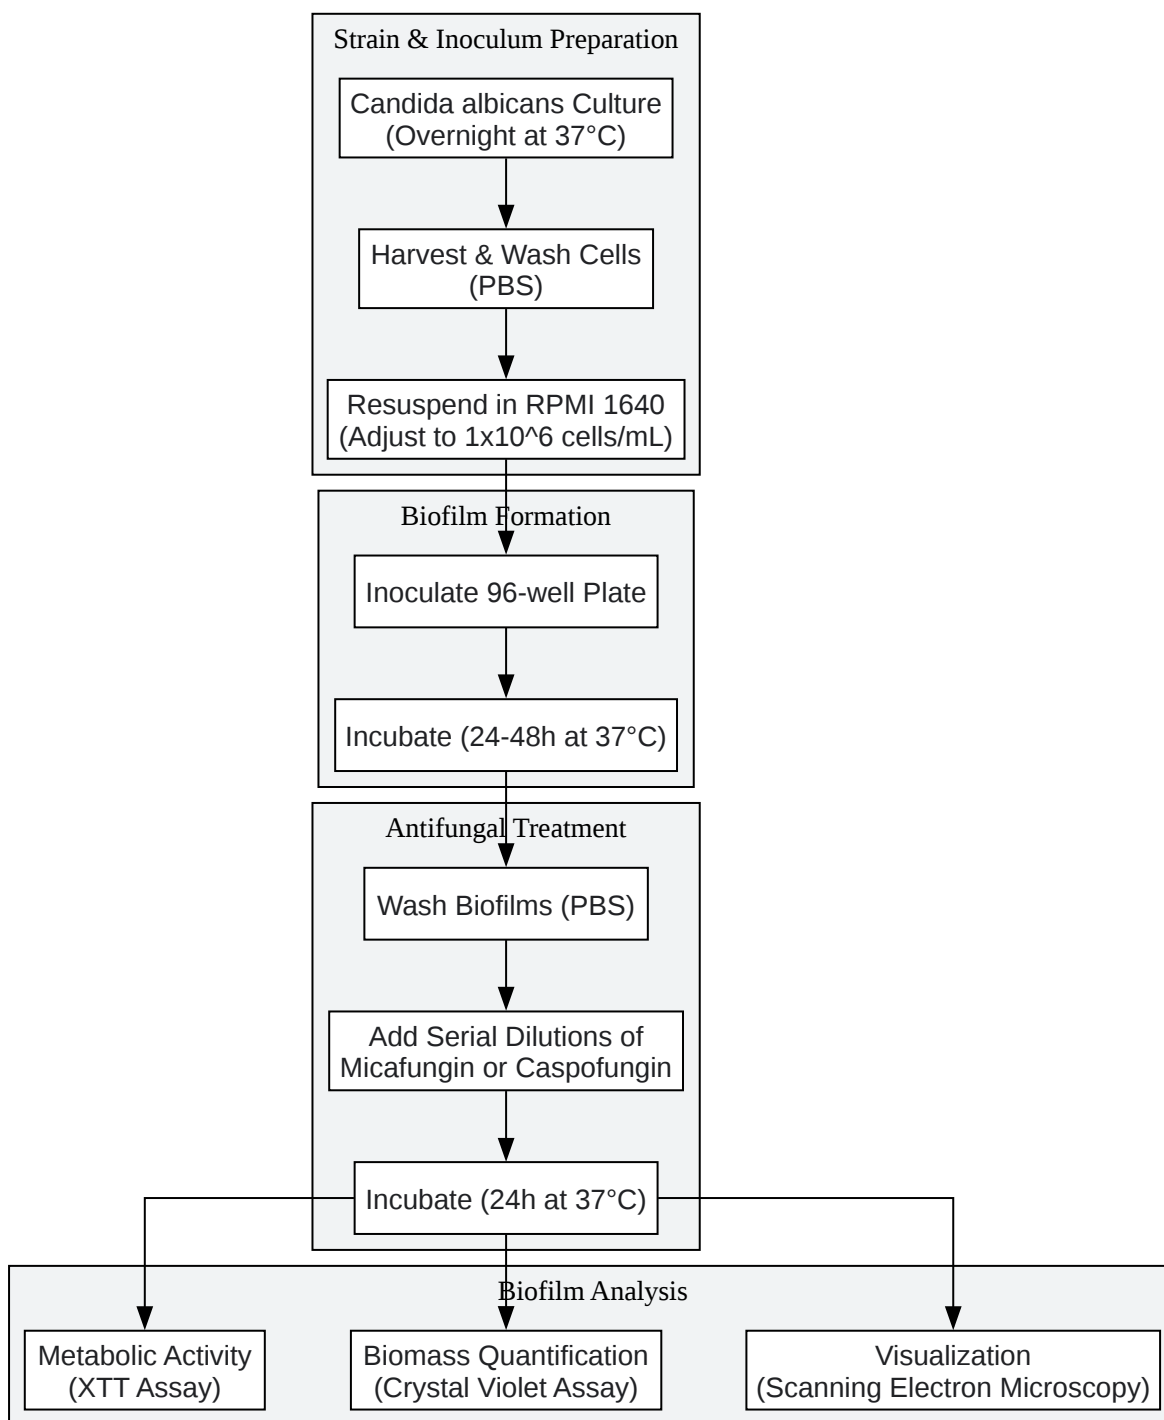 Strain & Inoculum Preparation
Candida albicans Culture
(Overnight at 37°C)
Harvest & Wash Cells
(PBS)
Resuspend in RPMI 1640
(Adjust to 1x10^6 cells/mL)
Biofilm Formation
Inoculate 96-well Plate
Incubate (24-48h at 37°C)
Antifungal Treatment
Wash Biofilms (PBS)
Add Serial Dilutions of
Micafungin or Caspofungin
Incubate (24h at 37°C)
Biofilm Analysis
Metabolic Activity
(XTT Assay)
Biomass Quantification
(Crystal Violet Assay)
Visualization
(Scanning Electron Microscopy)